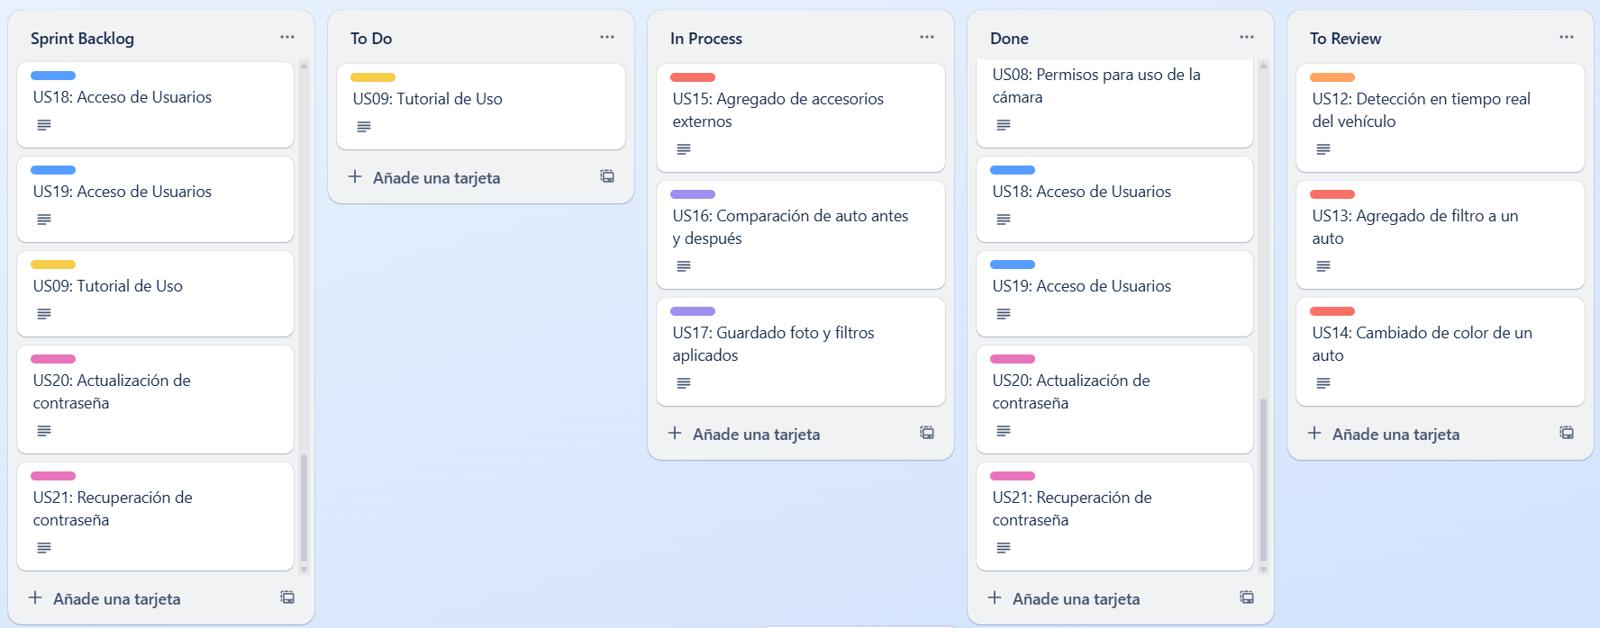 Sprint Backlog
US18: Acceso de Usuarios
US19: Acceso de Usuarios
US09: Tutorial de Uso
US20: Actualización de
contraseña
US21: Recuperación de
contraseña
Añade una tarjeta
To Do
US09: Tutorial de Uso
Añade una tarjeta
In Process
US15: Agregado de accesorios
externos
US16: Comparación de auto antes
y después
US17: Guardado foto y filtros
aplicados
Añade una tarjeta
Done
US08: Permisos para uso de la
cámara
US18: Acceso de Usuarios
US19: Acceso de Usuarios
US20: Actualización de
contraseña
US21: Recuperación de
contraseña
Añade una tarjeta
To Review
US12: Detección en tiempo real
del vehículo
US13: Agregado de filtro a un
auto
US14: Cambiado de color de un
auto
Añade una tarjeta